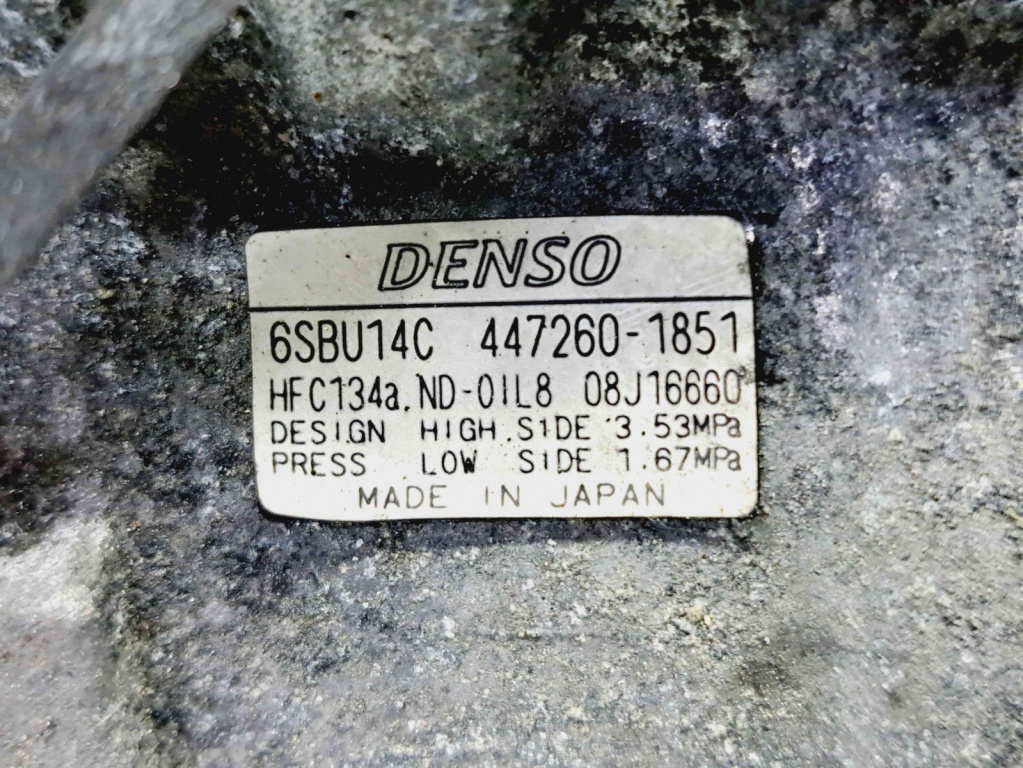 DENSO
6SBU14C 447260-1851
HFC134a. ND-OIL8 08J16660
DESIGN HIGH SIDE 3.53MPa
PRESS LOW SIDE 1.67MPa
MADE IN JAPAN